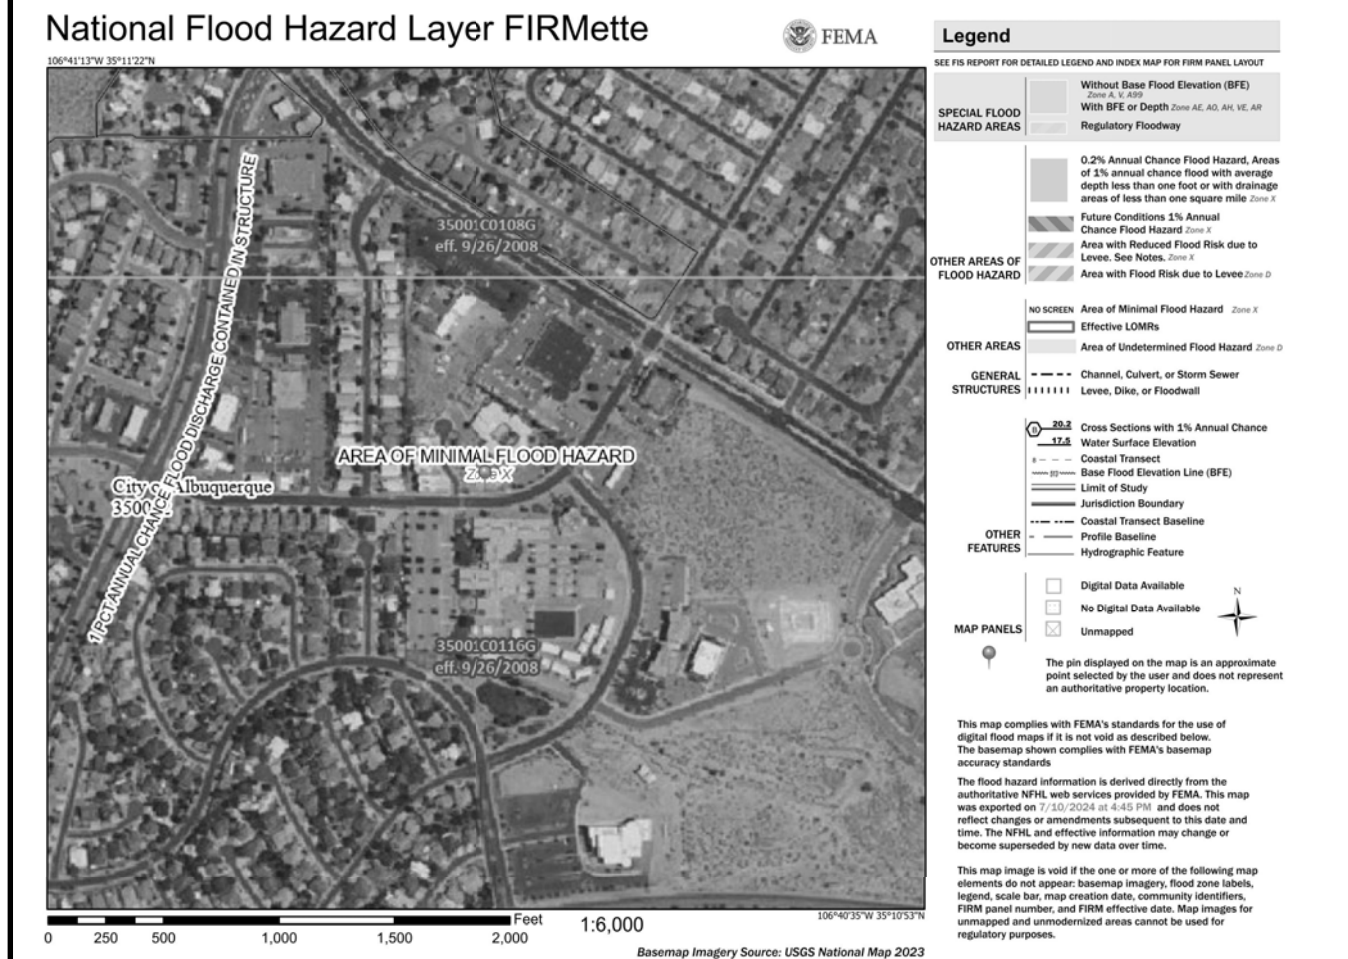 National Flood Hazard Layer FIRMette
FEMA
106°41'13"W 35°11'22"N
1 PCT ANNUAL CHANCE FLOOD DISCHARGE CONTAINED IN STRUCTURE
35001C0108G
eff. 9/26/2008
AREA OF MINIMAL FLOOD HAZARD
Zone X
City of Albuquerque
3500
35001C0116G
eff. 9/26/2008
Feet
1:6,000
106°40'35"W 35°10'53"N
0 250 500 1,000 1,500 2,000
Basemap Imagery Source: USGS National Map 2023
Legend
SEE FIS REPORT FOR DETAILED LEGEND AND INDEX MAP FOR FIRM PANEL LAYOUT
SPECIAL FLOOD
HAZARD AREAS
Without Base Flood Elevation (BFE)
Zone A, V, A99
With BFE or Depth Zone AE, AO, AH, VE, AR
Regulatory Floodway
OTHER AREAS OF
FLOOD HAZARD
0.2% Annual Chance Flood Hazard, Areas
of 1% annual chance flood with average
depth less than one foot or with drainage
areas of less than one square mile Zone X
Future Conditions 1% Annual
Chance Flood Hazard Zone X
Area with Reduced Flood Risk due to
Levee. See Notes. Zone X
Area with Flood Risk due to Levee Zone D
OTHER AREAS
NO SCREEN Area of Minimal Flood Hazard Zone X
Effective LOMRs
Area of Undetermined Flood Hazard Zone D
GENERAL
STRUCTURES
Channel, Culvert, or Storm Sewer
Levee, Dike, or Floodwall
OTHER
FEATURES
B 20.2 Cross Sections with 1% Annual Chance
17.5 Water Surface Elevation
8 Coastal Transect
513 Base Flood Elevation Line (BFE)
Limit of Study
Jurisdiction Boundary
Coastal Transect Baseline
Profile Baseline
Hydrographic Feature
MAP PANELS
Digital Data Available
No Digital Data Available
Unmapped
N
The pin displayed on the map is an approximate
point selected by the user and does not represent
an authoritative property location.
This map complies with FEMA's standards for the use of
digital flood maps if it is not void as described below.
The basemap shown complies with FEMA's basemap
accuracy standards
The flood hazard information is derived directly from the
authoritative NFHL web services provided by FEMA. This map
was exported on 7/10/2024 at 4:45 PM and does not
reflect changes or amendments subsequent to this date and
time. The NFHL and effective information may change or
become superseded by new data over time.
This map image is void if the one or more of the following map
elements do not appear: basemap imagery, flood zone labels,
legend, scale bar, map creation date, community identifiers,
FIRM panel number, and FIRM effective date. Map images for
unmapped and unmodernized areas cannot be used for
regulatory purposes.